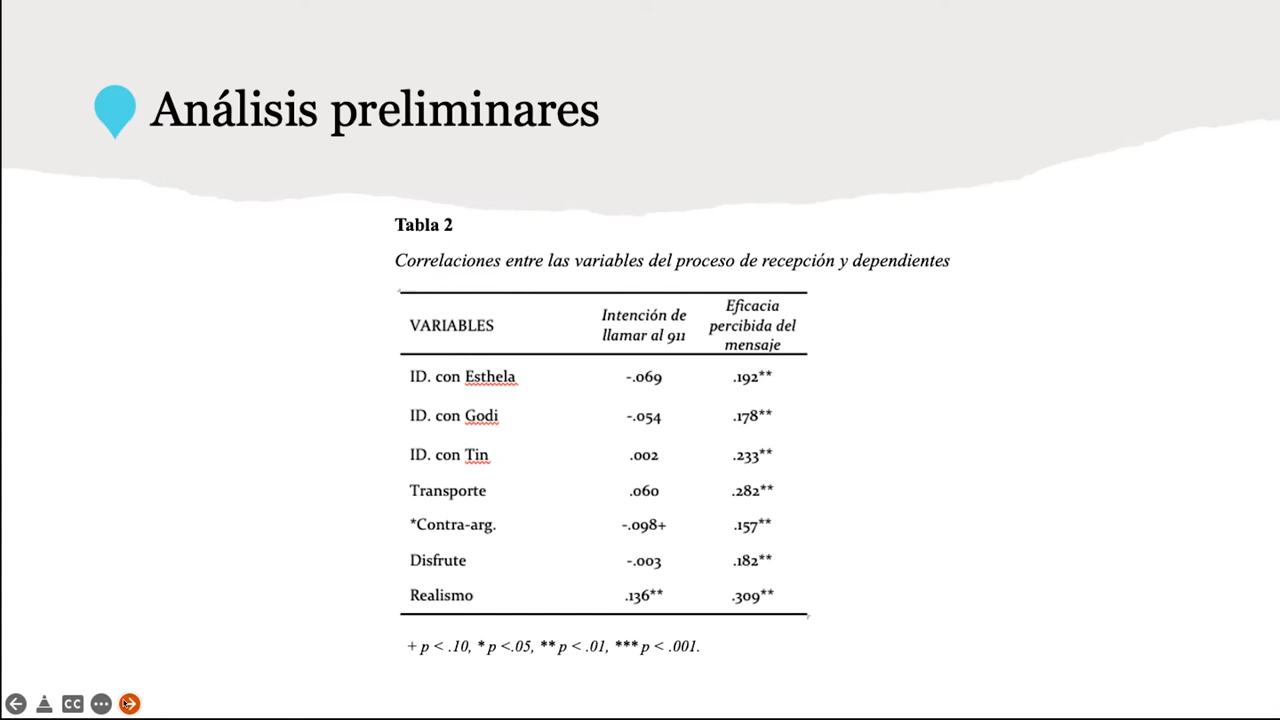 Análisis preliminares
Tabla 2
Correlaciones entre las variables del proceso de recepción y dependientes
VARIABLES Intención de llamar al 911 Eficacia percibida del mensaje
ID. con Esthela -.069 .192**
ID. con Godi -.054 .178**
ID. con Tin .002 .233**
Transporte .060 .282**
*Contra-arg. -.098+ .157**
Disfrute -.003 .182**
Realismo .136** .309**
+ p < .10, * p <.05, ** p < .01, *** p < .001.
CC